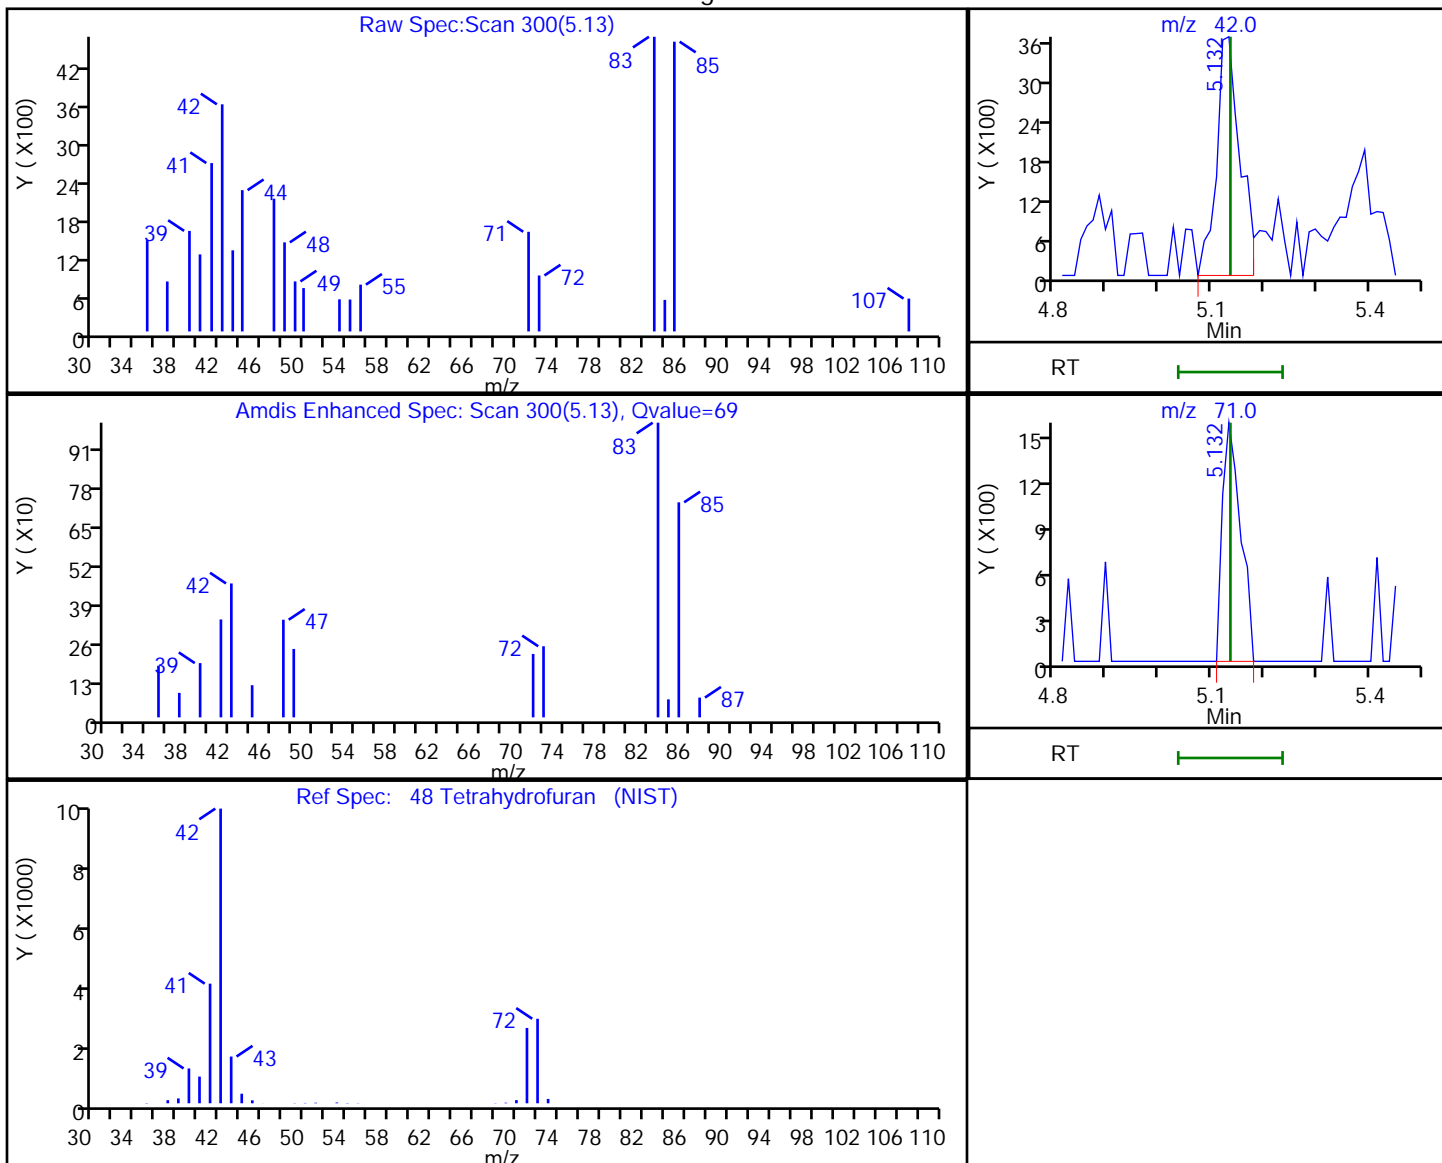 Raw Spec:Scan 300(5.13)
Y ( X100)
42
36
30
24
18
12
6
0
39
41
42
44
48
49
55
71
72
83
85
107
30 34 38 42 46 50 54 58 62 66 70 74 78 82 86 90 94 98 102 106 110
m/z
m/z 42.0
Y ( X100)
36
30
24
18
12
6
0
5.132
4.8 5.1 5.4
Min
RT
Amdis Enhanced Spec: Scan 300(5.13), Qvalue=69
Y ( X10)
91
78
65
52
39
26
13
0
39
42
47
72
83
85
87
30 34 38 42 46 50 54 58 62 66 70 74 78 82 86 90 94 98 102 106 110
m/z
m/z 71.0
Y ( X100)
15
12
9
6
3
0
5.132
4.8 5.1 5.4
Min
RT
Ref Spec: 48 Tetrahydrofuran (NIST)
Y ( X1000)
10
8
6
4
2
0
39
41
42
43
72
30 34 38 42 46 50 54 58 62 66 70 74 78 82 86 90 94 98 102 106 110
m/z